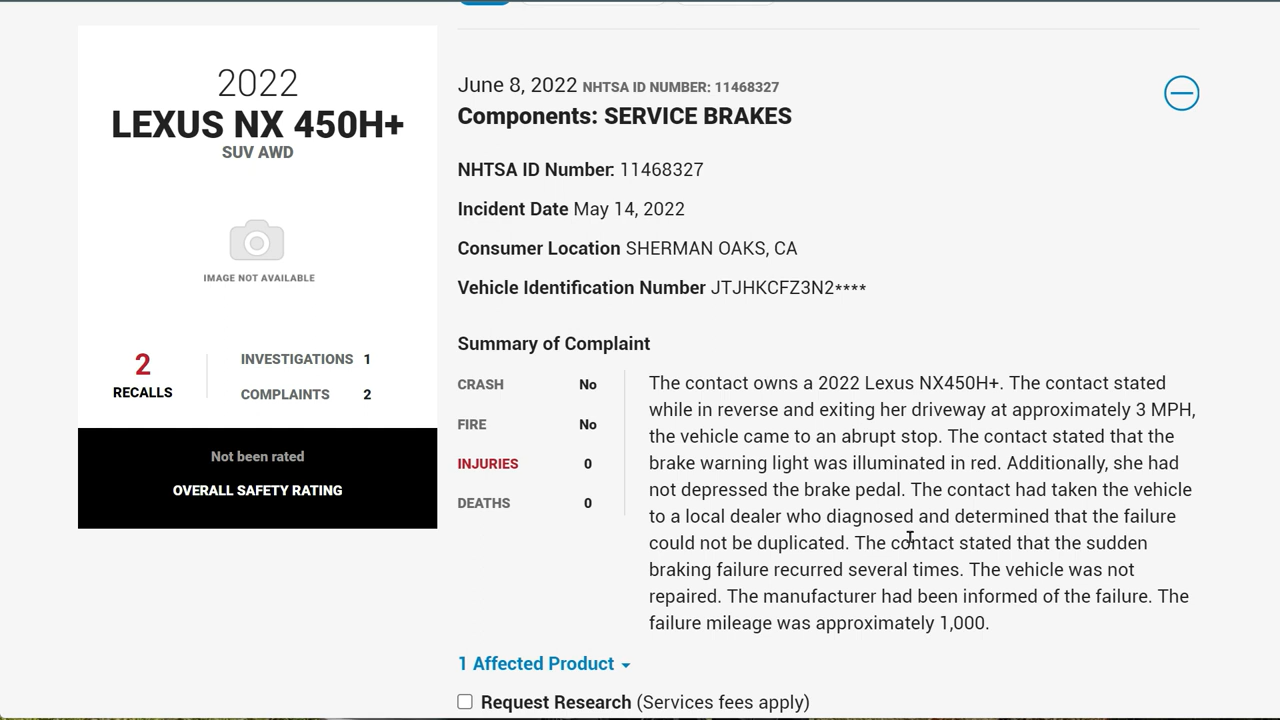 2022
LEXUS NX 450H+
SUV AWD
IMAGE NOT AVAILABLE
2
RECALLS
INVESTIGATIONS 1
COMPLAINTS 2
Not been rated
OVERALL SAFETY RATING
June 8, 2022 NHTSA ID NUMBER: 11468327
Components: SERVICE BRAKES
NHTSA ID Number: 11468327
Incident Date May 14, 2022
Consumer Location SHERMAN OAKS, CA
Vehicle Identification Number JTJHKCFZ3N2****
Summary of Complaint
CRASH No
FIRE No
INJURIES 0
DEATHS 0
The contact owns a 2022 Lexus NX450H+. The contact stated
while in reverse and exiting her driveway at approximately 3 MPH,
the vehicle came to an abrupt stop. The contact stated that the
brake warning light was illuminated in red. Additionally, she had
not depressed the brake pedal. The contact had taken the vehicle
to a local dealer who diagnosed and determined that the failure
could not be duplicated. The contact stated that the sudden
braking failure recurred several times. The vehicle was not
repaired. The manufacturer had been informed of the failure. The
failure mileage was approximately 1,000.
1 Affected Product
Request Research (Services fees apply)